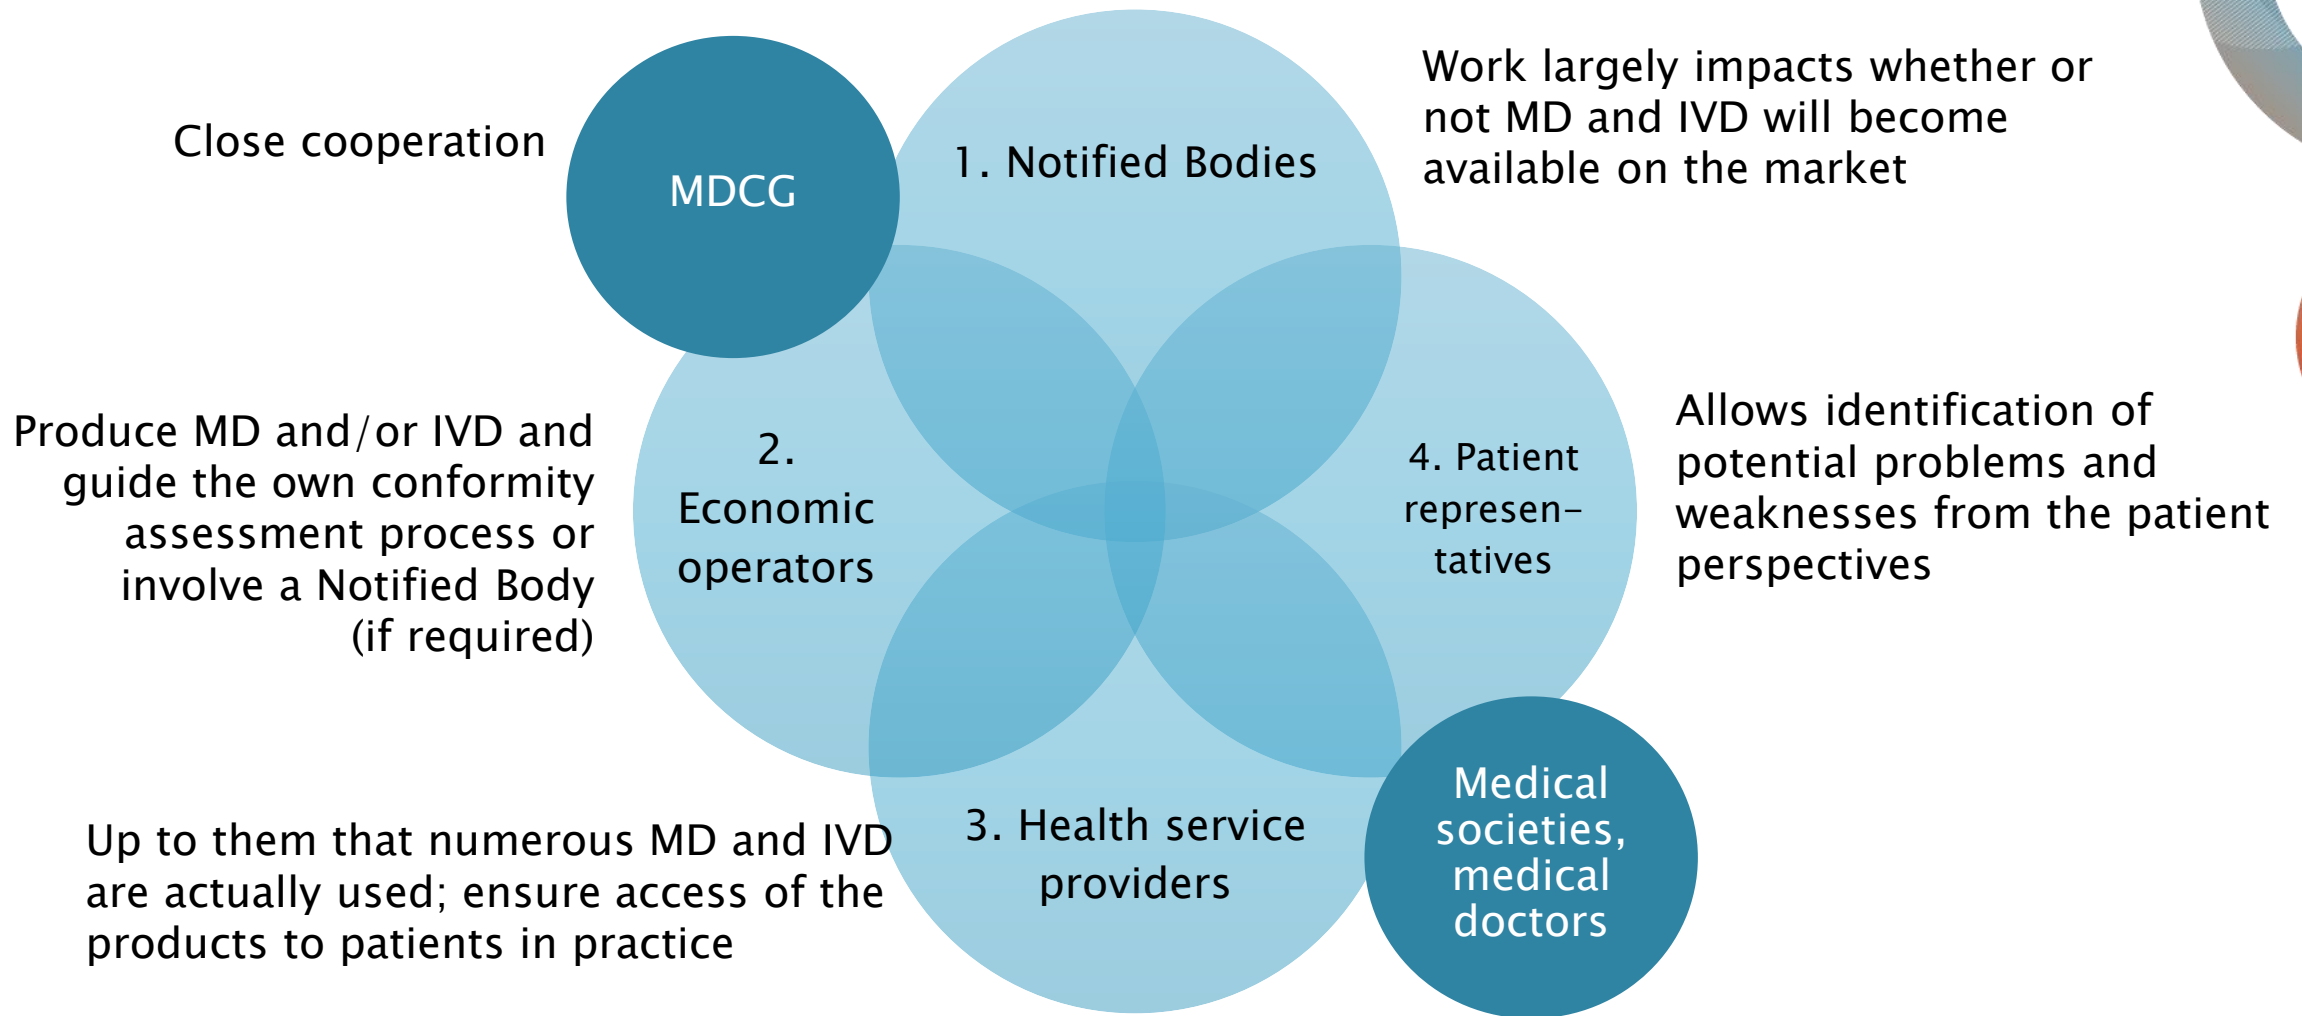 Close cooperation
MDCG
1. Notified Bodies
Work largely impacts whether or
not MD and IVD will become
available on the market
Produce MD and/or IVD and
guide the own conformity
assessment process or
involve a Notified Body
(if required)
2.
Economic
operators
4. Patient
represen-
tatives
Allows identification of
potential problems and
weaknesses from the patient
perspectives
Up to them that numerous MD and IVD
are actually used; ensure access of the
products to patients in practice
3. Health service
providers
Medical
societies,
medical
doctors